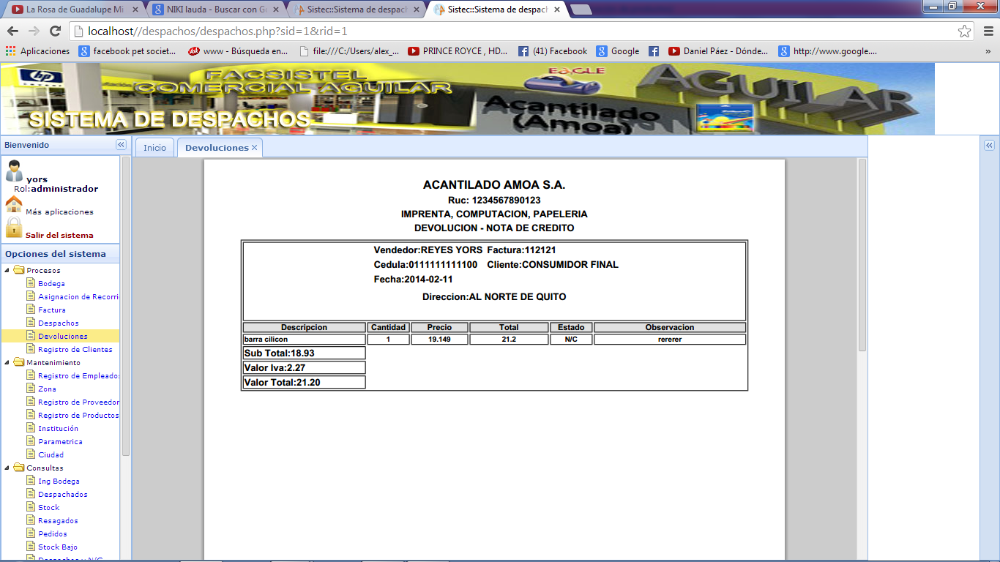 La Rosa de Guadalupe Mi
NIKI lauda - Buscar con G
Sistec::Sistema de despach
Sistec::Sistema de despach
localhost//despachos/despachos.php?sid=1&rid=1
Aplicaciones
facebook pet societ...
www - Búsqueda en...
file:///C:/Users/alex_...
PRINCE ROYCE , HD...
(41) Facebook
Google
Daniel Páez - Dónde...
http://www.google....
»
hp
FACSISTEL
COMERCIAL AGUILAR
SISTEMA DE DESPACHOS
EAGLE
Acantilado
(Amoa)
AGUILAR
Bienvenido
Inicio
Devoluciones
yors
Rol:administrador
Más aplicaciones
Salir del sistema
Opciones del sistema
Procesos
Bodega
Asignacion de Recorri
Factura
Despachos
Devoluciones
Registro de Clientes
Mantenimiento
Registro de Empleados
Zona
Registro de Proveedor
Registro de Productos
Institución
Parametrica
Ciudad
Consultas
Ing Bodega
Despachados
Stock
Resagados
Pedidos
Stock Bajo
Despachos y N/C
ACANTILADO AMOA S.A.
Ruc: 1234567890123
IMPRENTA, COMPUTACION, PAPELERIA
DEVOLUCION - NOTA DE CREDITO
Vendedor:REYES YORS Factura:112121
Cedula:0111111111100 Cliente:CONSUMIDOR FINAL
Fecha:2014-02-11
Direccion:AL NORTE DE QUITO
Descripcion Cantidad Precio Total Estado Observacion
barra cilicon 1 19.149 21.2 N/C rererer
Sub Total:18.93
Valor Iva:2.27
Valor Total:21.20